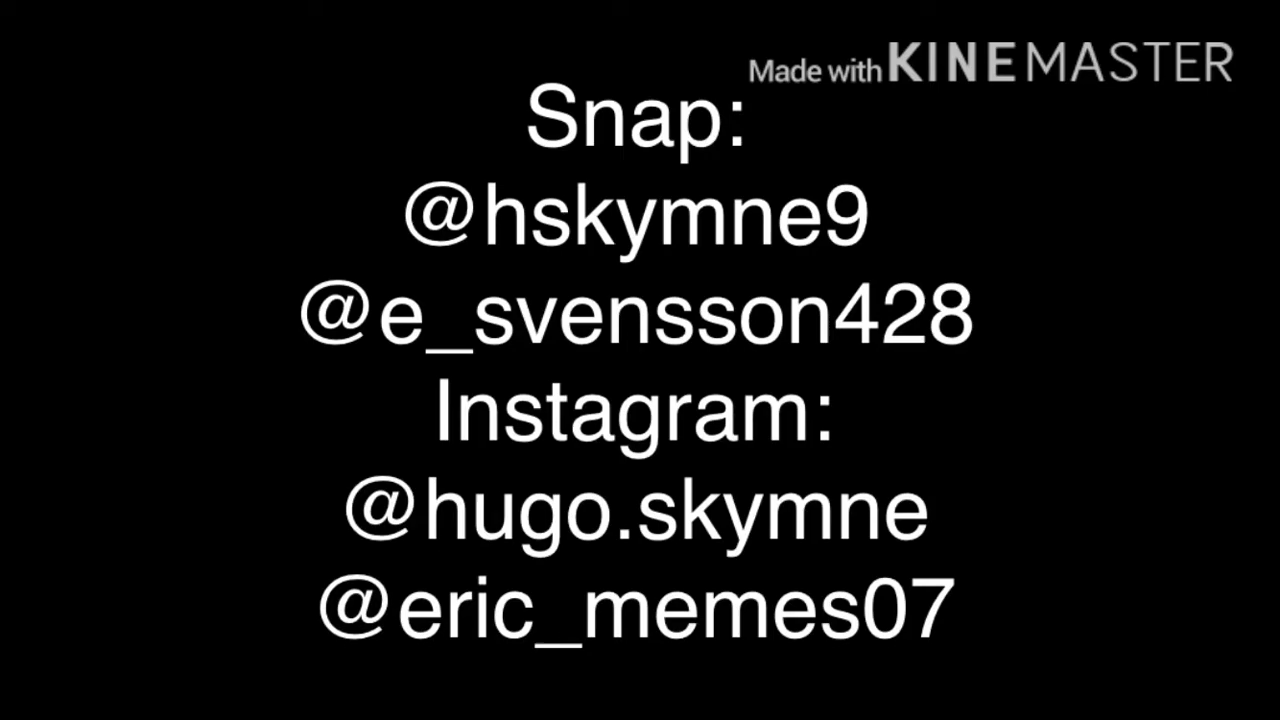 Made with KINEMASTER
Snap:
@hskymne9
@e_svensson428
Instagram:
@hugo.skymne
@eric_memes07